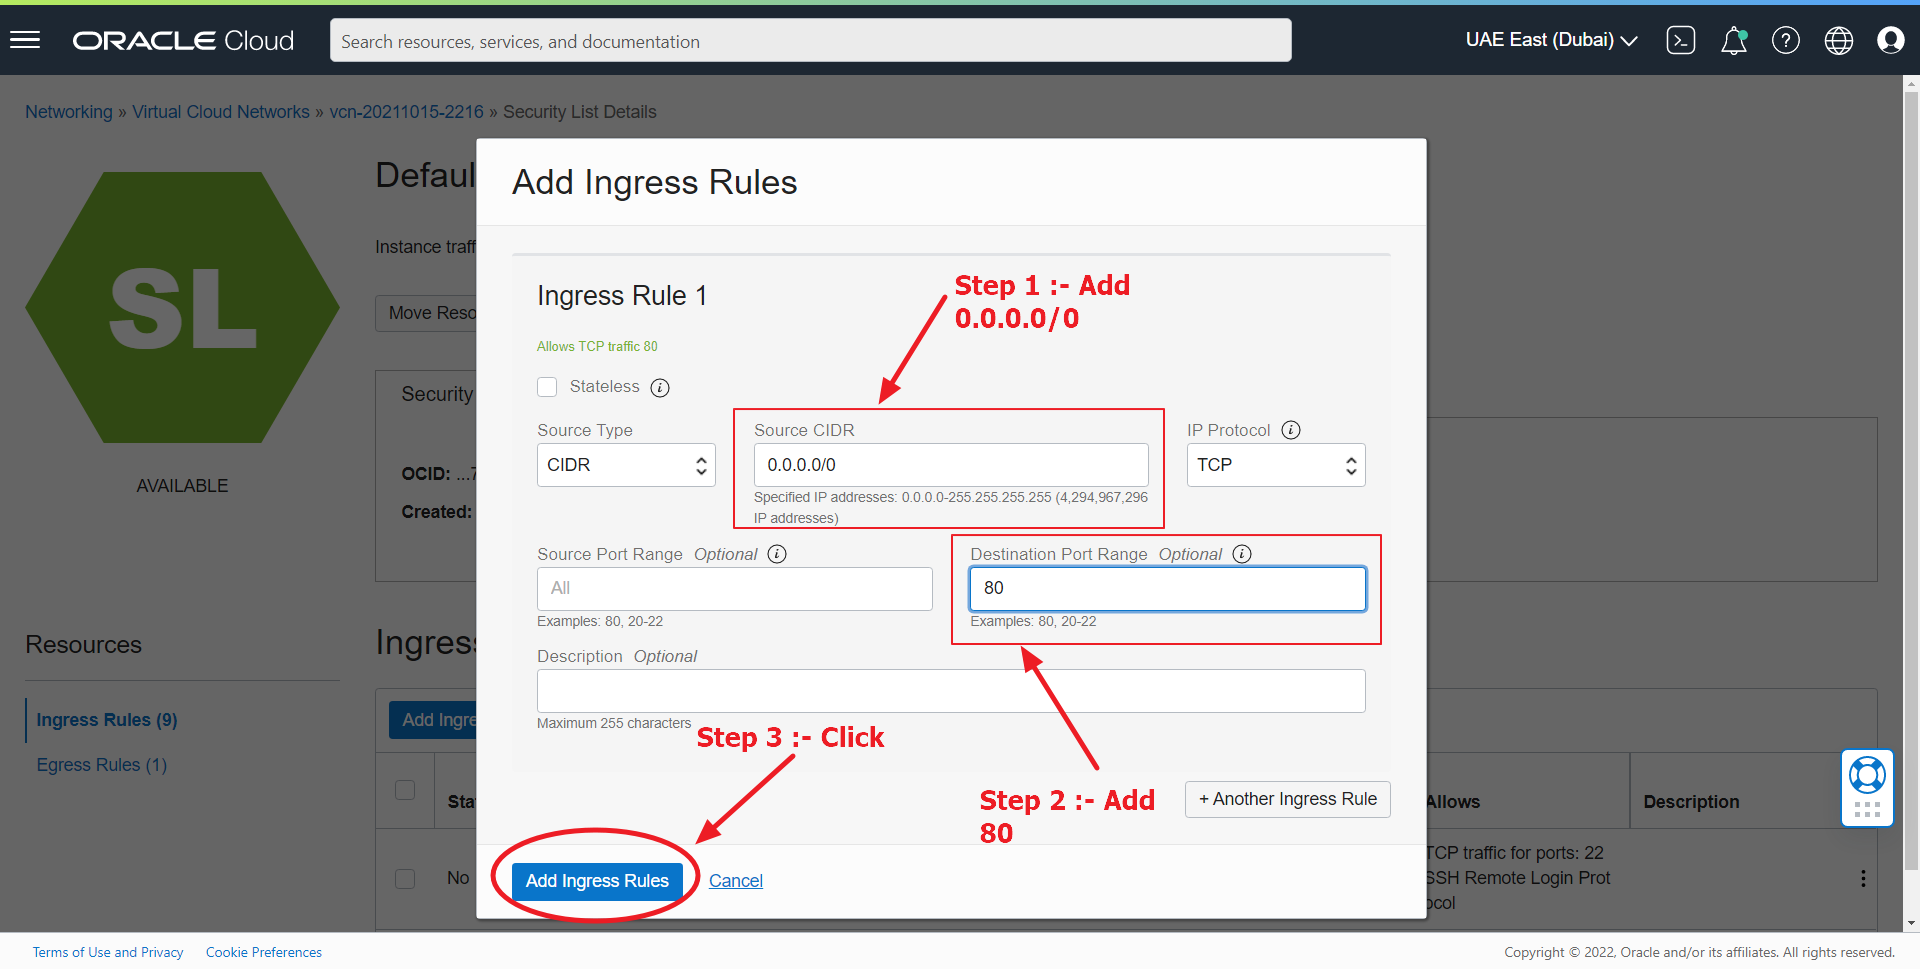 ORACLE Cloud
Search resources, services, and documentation
UAE East (Dubai)
Networking » Virtual Cloud Networks » vcn-20211015-2216 » Security List Details
SL
AVAILABLE
Defaul
Instance traff
Move Reso
Security
OCID: ...7
Created:
Resources
Ingress Rules (9)
Egress Rules (1)
Ingres
Add Ingre
Sta
No
Add Ingress Rules
Ingress Rule 1
Allows TCP traffic 80
Stateless
Step 1 :- Add
0.0.0.0/0
Source Type
CIDR
Source CIDR
0.0.0.0/0
Specified IP addresses: 0.0.0.0-255.255.255.255 (4,294,967,296
IP addresses)
IP Protocol
TCP
Source Port Range Optional
All
Examples: 80, 20-22
Destination Port Range Optional
80
Examples: 80, 20-22
Description Optional
Maximum 255 characters
Step 3 :- Click
Step 2 :- Add
80
+ Another Ingress Rule
Add Ingress Rules
Cancel
Allows
Description
TCP traffic for ports: 22
SSH Remote Login Prot
ocol
Terms of Use and Privacy
Cookie Preferences
Copyright © 2022, Oracle and/or its affiliates. All rights reserved.